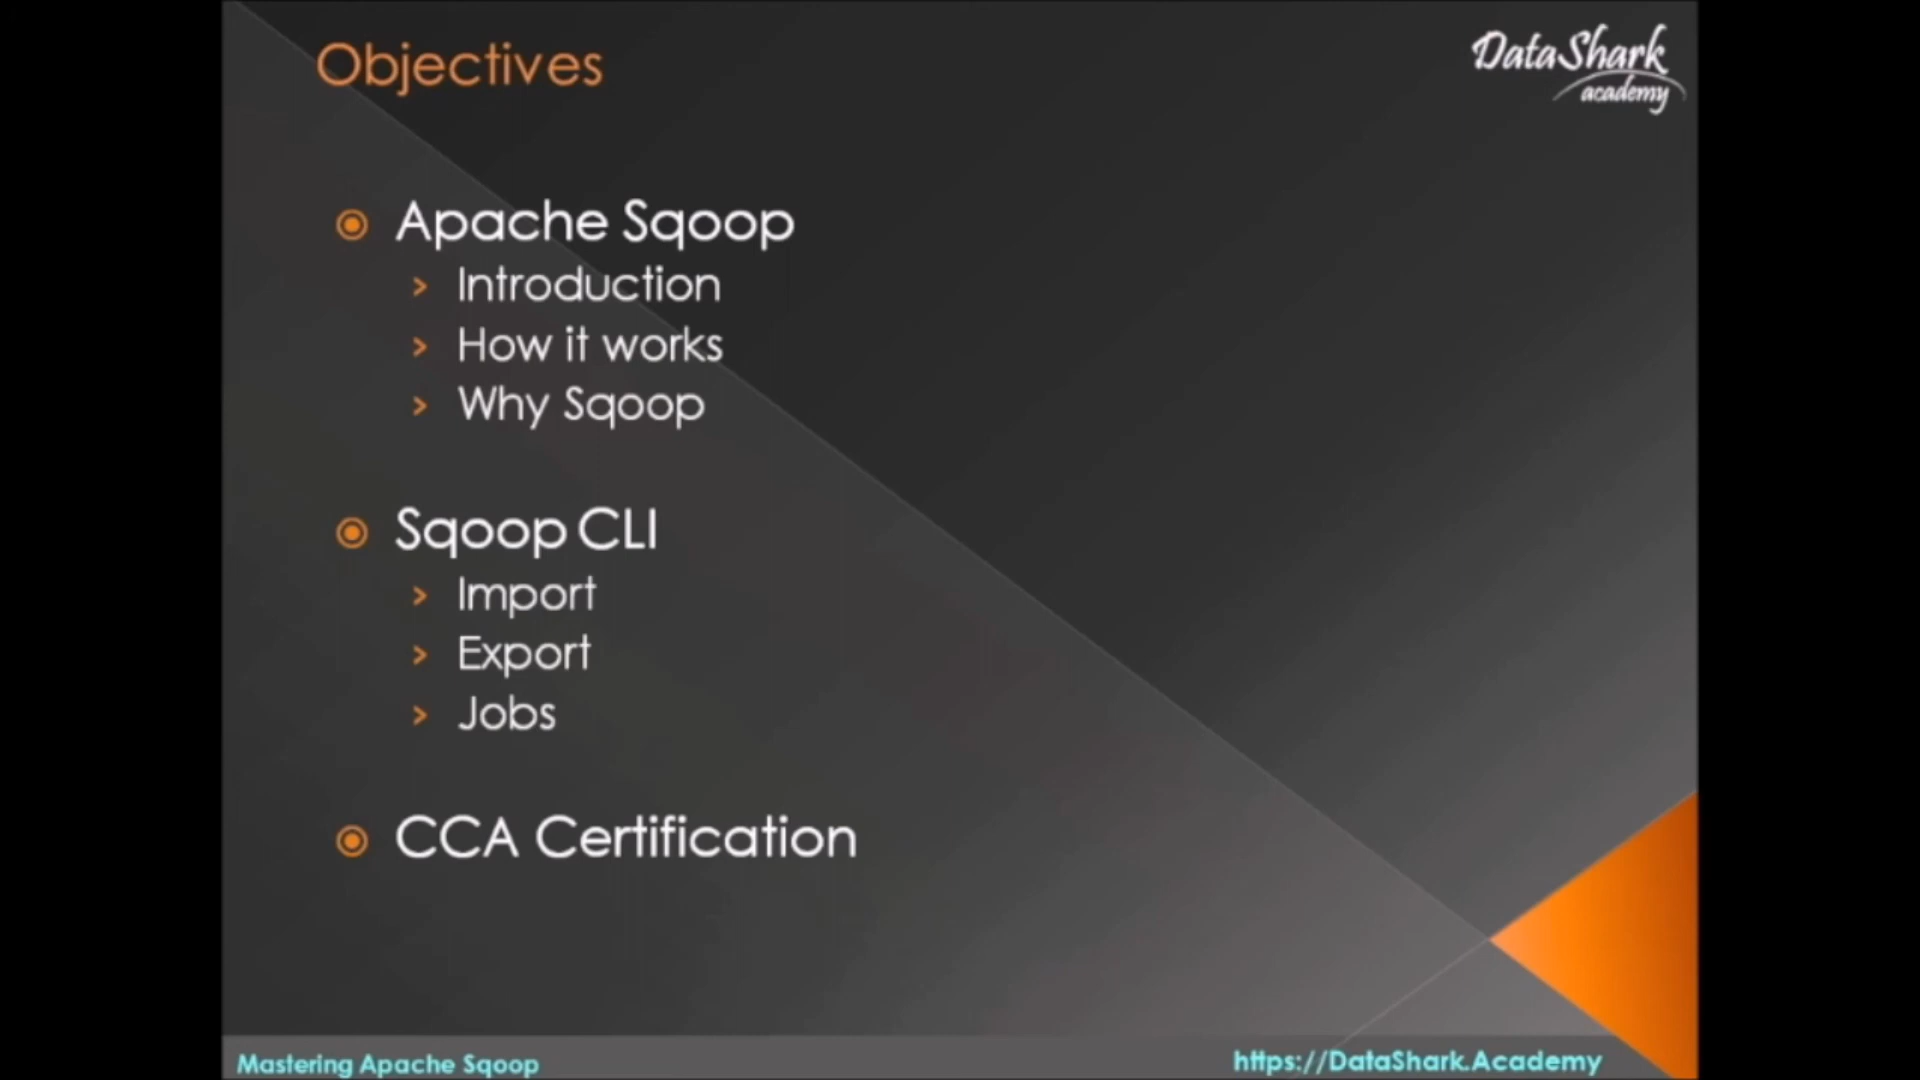 Objectives
DataShark
academy
Apache Sqoop
> Introduction
> How it works
> Why Sqoop
Sqoop CLI
> Import
> Export
> Jobs
CCA Certification
Mastering Apache Sqoop
https://DataShark.Academy